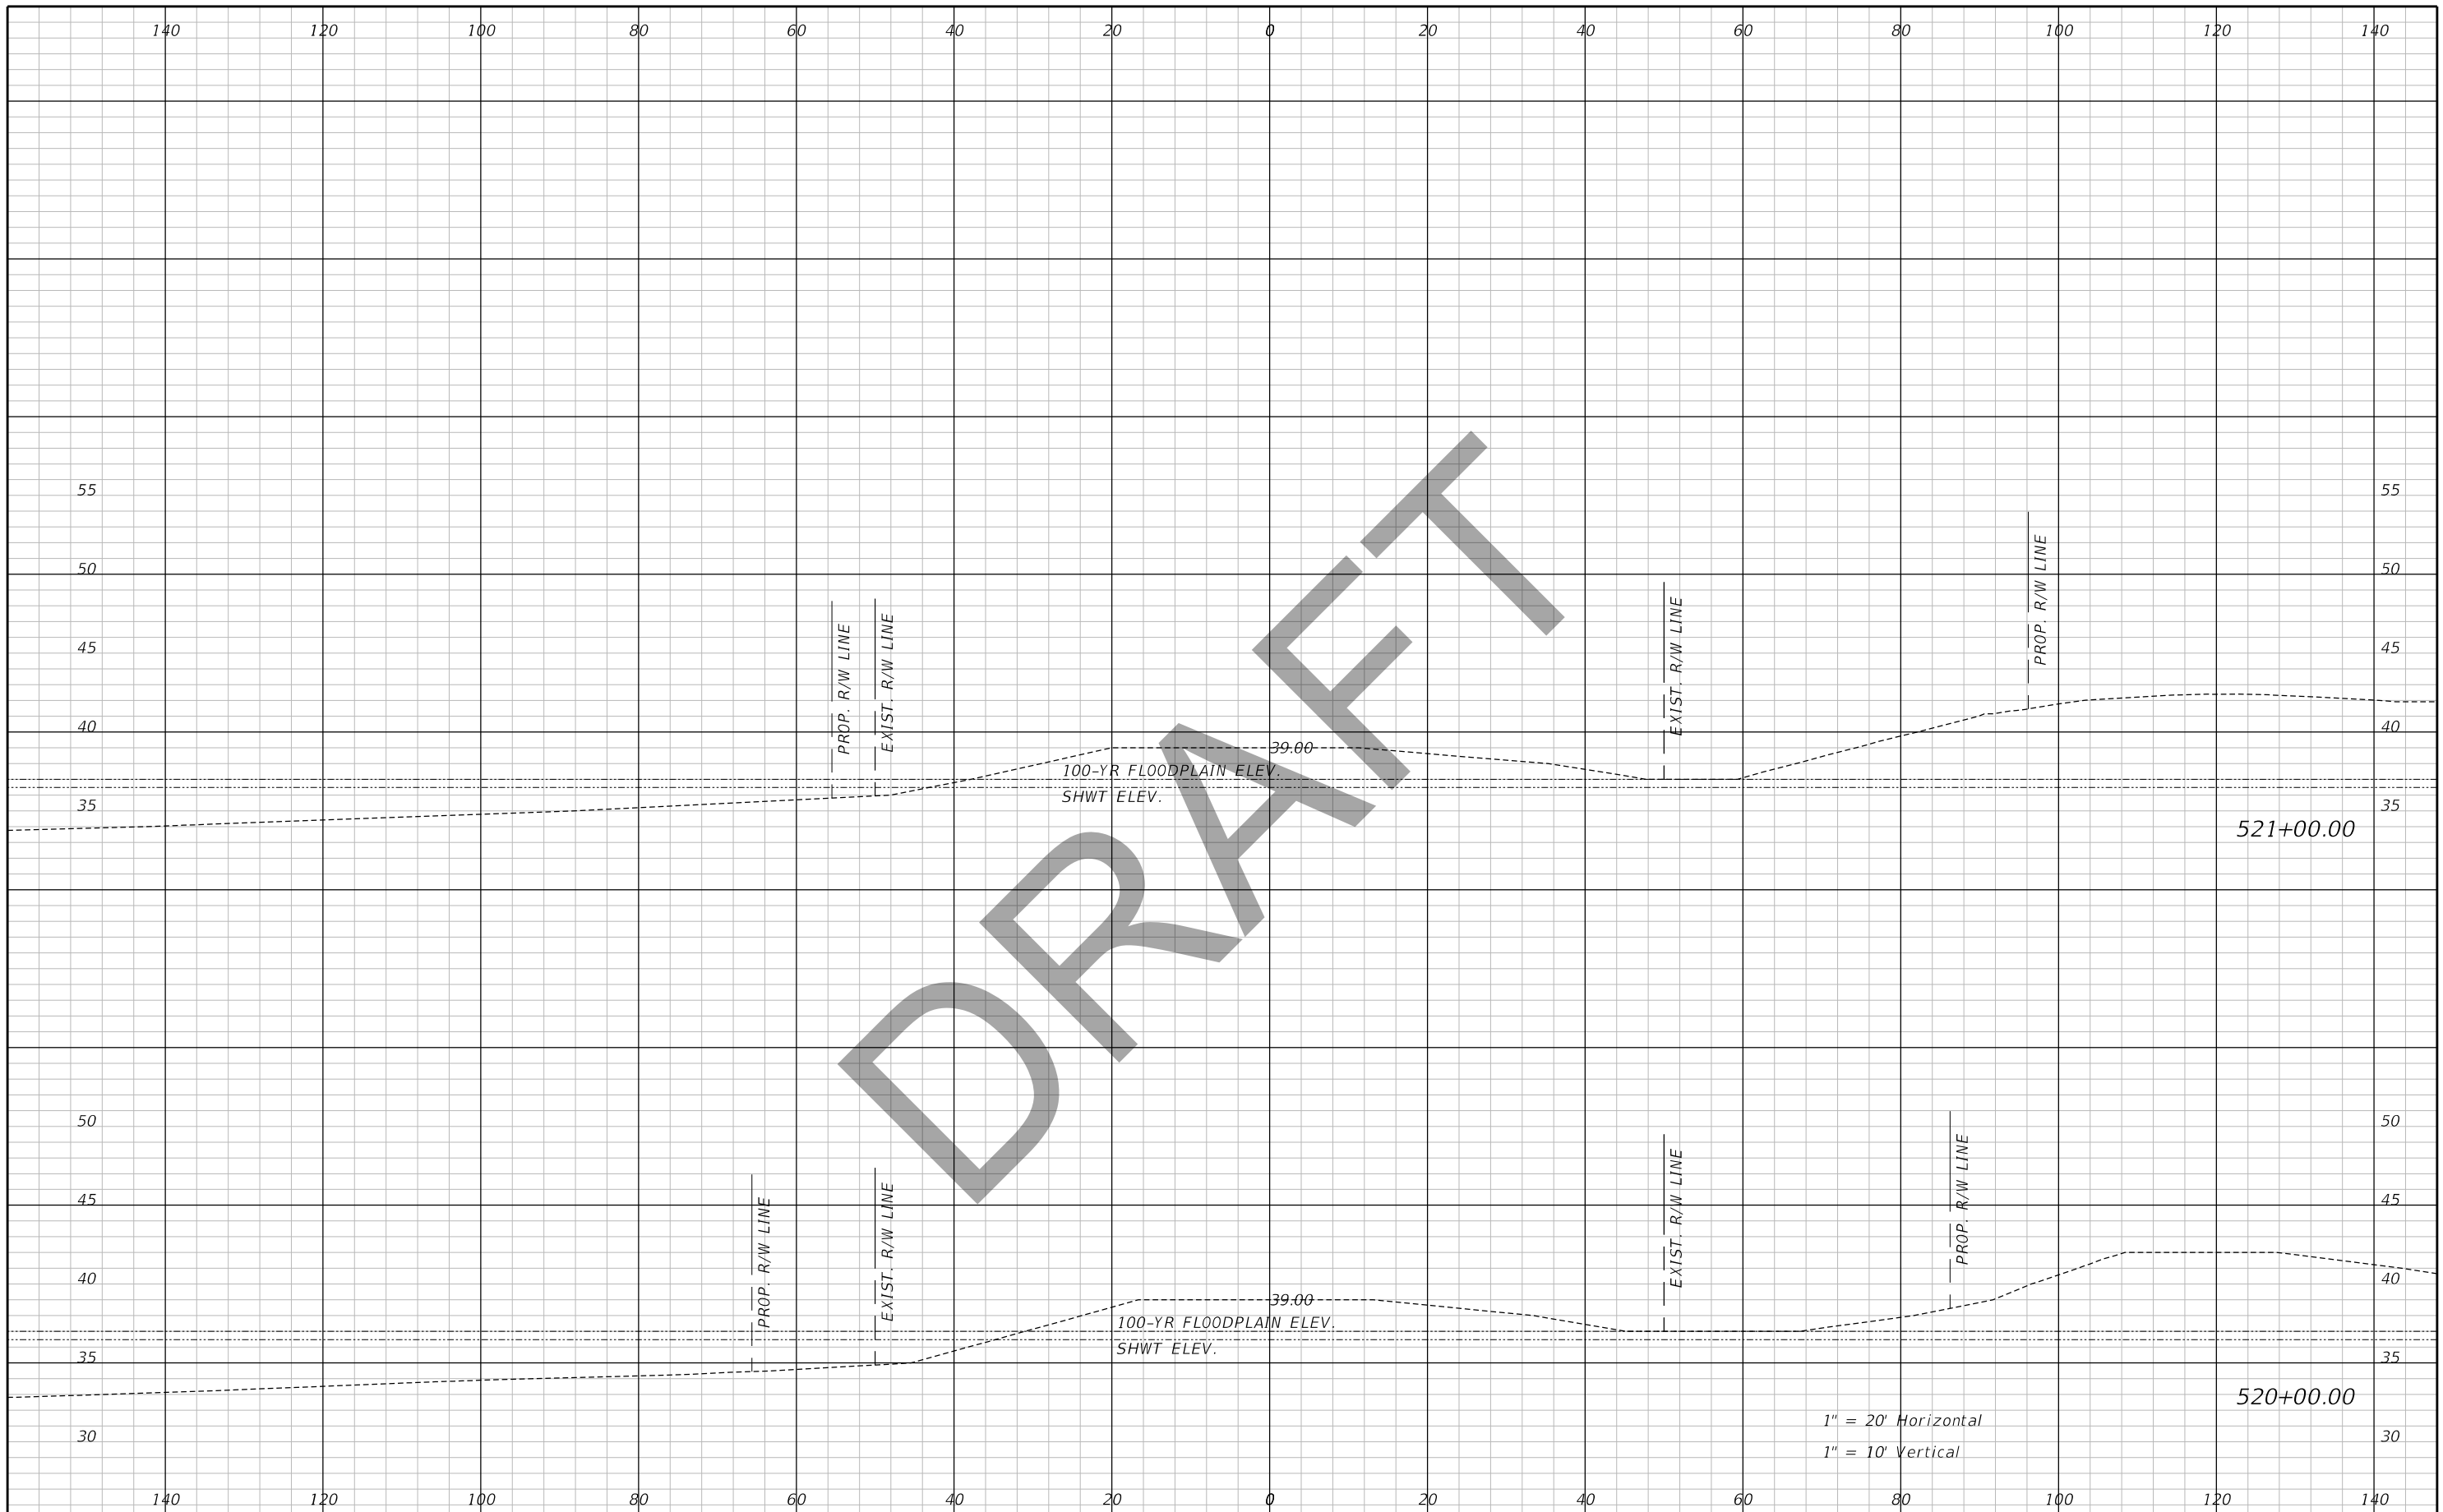 140 120 100 80 60 40 20 0 20 40 60 80 100 120 140
55 55
50 50
PROP. R/W LINE
EXIST. R/W LINE
EXIST. R/W LINE
PROP. R/W LINE
45 45
40 40
39.00
100-YR FLOODPLAIN ELEV.
SHWT ELEV.
35 35
521+00.00
DRAFT
50 50
PROP. R/W LINE
EXIST. R/W LINE
EXIST. R/W LINE
PROP. R/W LINE
45 45
40 40
39.00
100-YR FLOODPLAIN ELEV.
SHWT ELEV.
35 35
520+00.00
1" = 20' Horizontal
30 30
1" = 10' Vertical
140 120 100 80 60 40 20 0 20 40 60 80 100 120 140